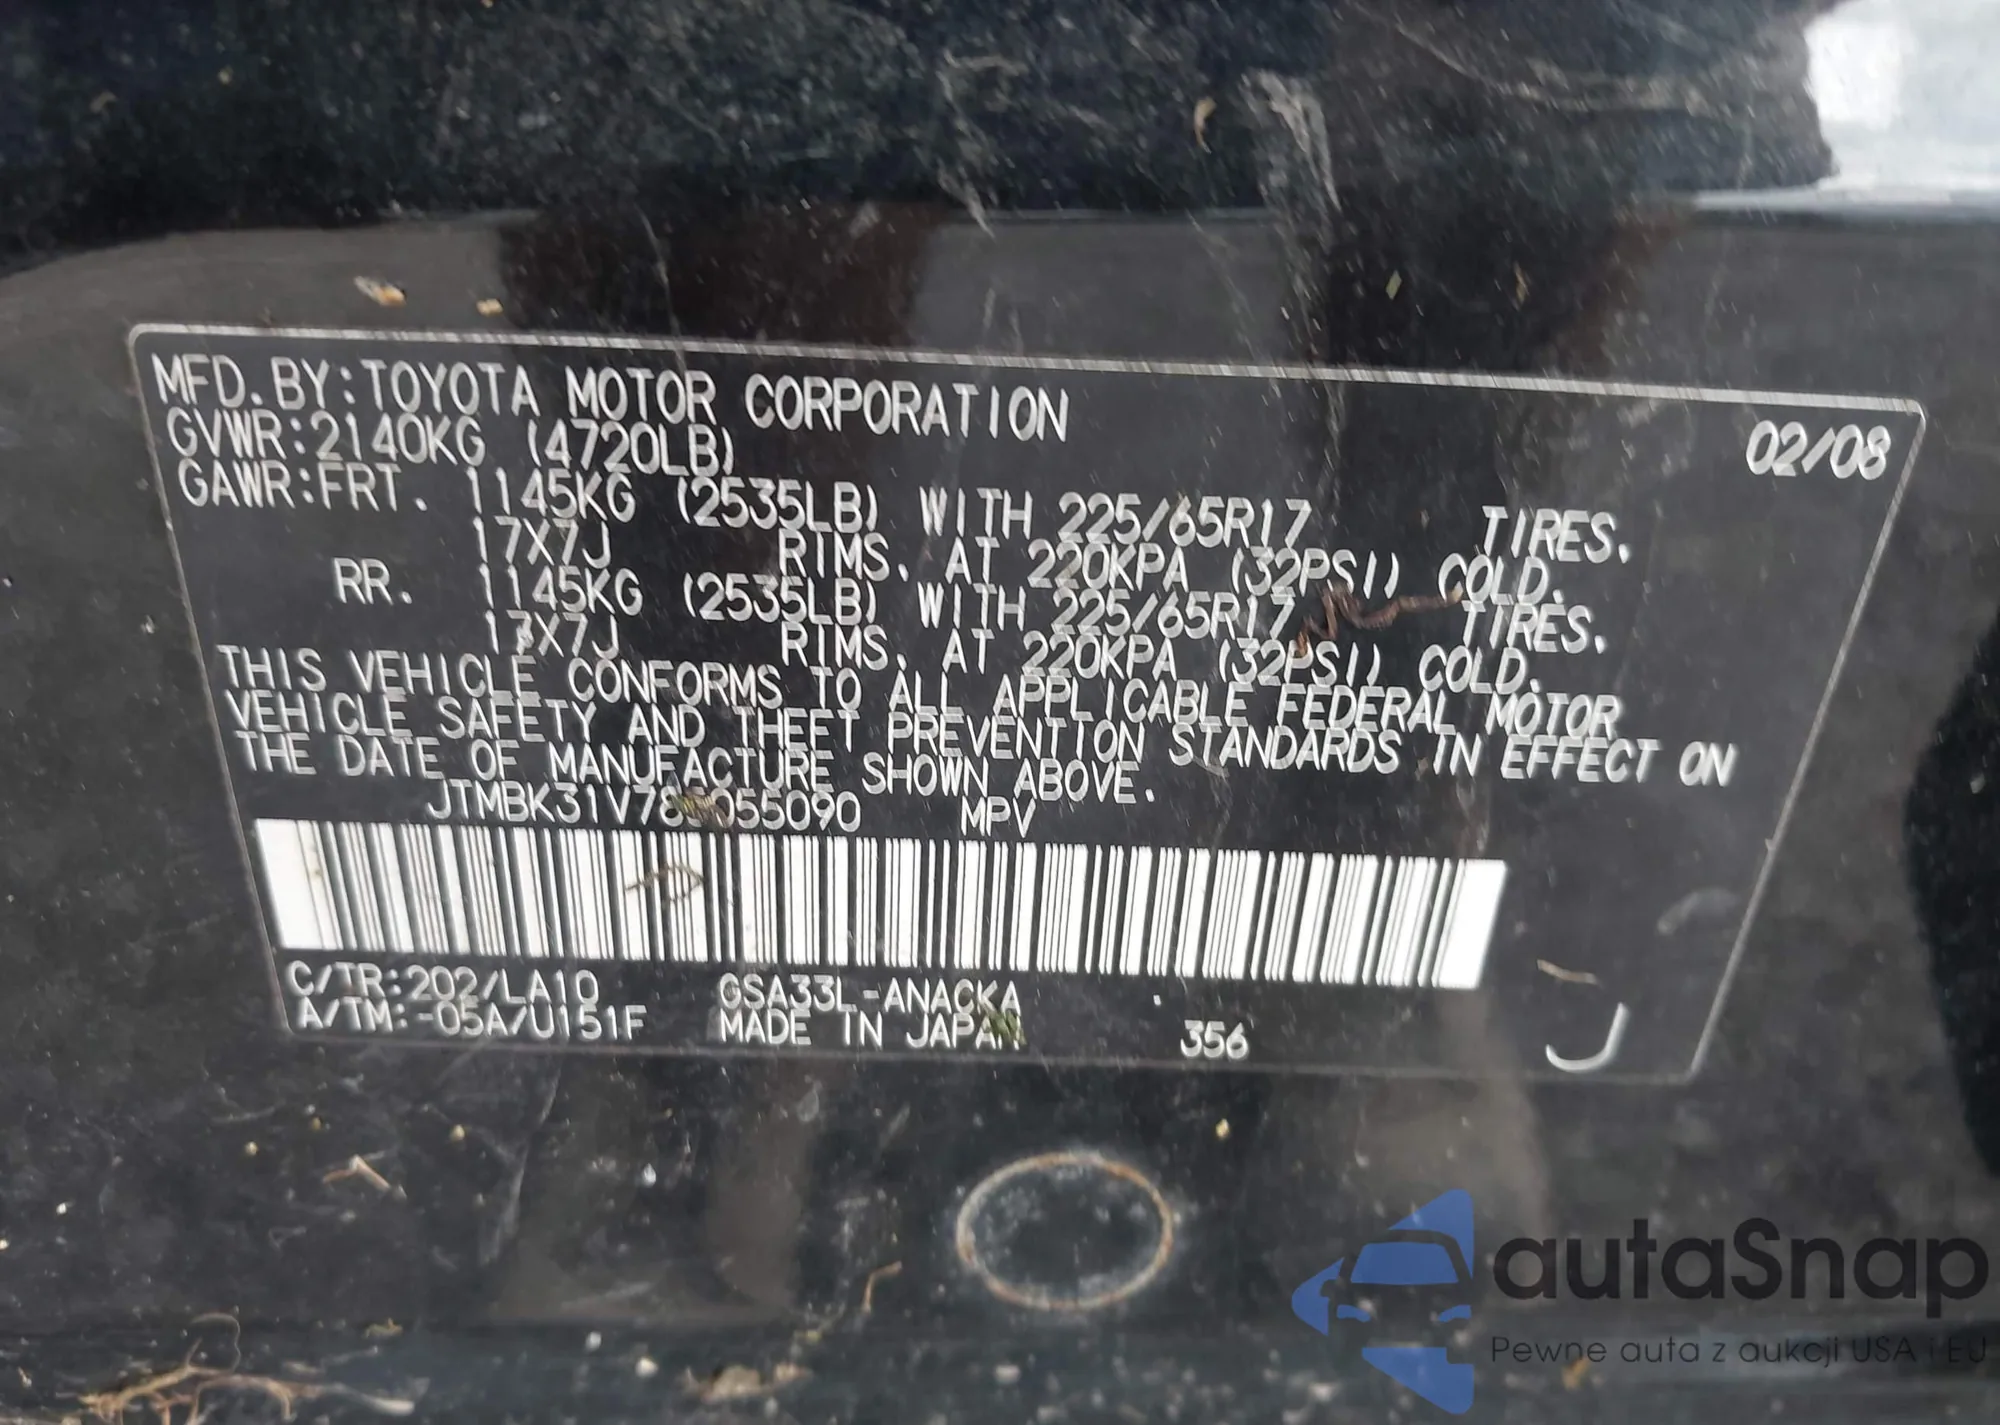 MFD. BY: TOYOTA MOTOR CORPORATION 02/08
GVWR: 2140KG (4720LB)
GAWR: FRT. 1145KG (2535LB) WITH 225/65R17 TIRES.
17X7J RIMS. AT 220KPA (32PSI) COLD.
RR. 1145KG (2535LB) WITH 225/65R17 TIRES.
17X7J RIMS. AT 220KPA (32PSI) COLD.
THIS VEHICLE CONFORMS TO ALL APPLICABLE FEDERAL MOTOR
VEHICLE SAFETY AND THEFT PREVENTION STANDARDS IN EFFECT ON
THE DATE OF MANUFACTURE SHOWN ABOVE.
MPV
C/TR: 202/LA10 GSA33L-ANACKA
A/TM: -05A/U151F MADE IN JAPAN 356
J
autaSnap
Pewne auta z aukcji USA i EU